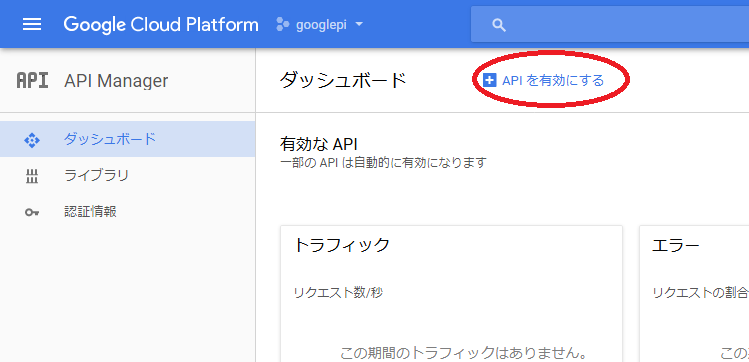 Google Cloud Platform googlepi
API API Manager
ダッシュボード
APIを有効にする
ダッシュボード
ライブラリ
認証情報
有効な API
一部の API は自動的に有効になります
トラフィック
リクエスト数/秒
この期間のトラフィックはありません。
エラー
リクエストの割合